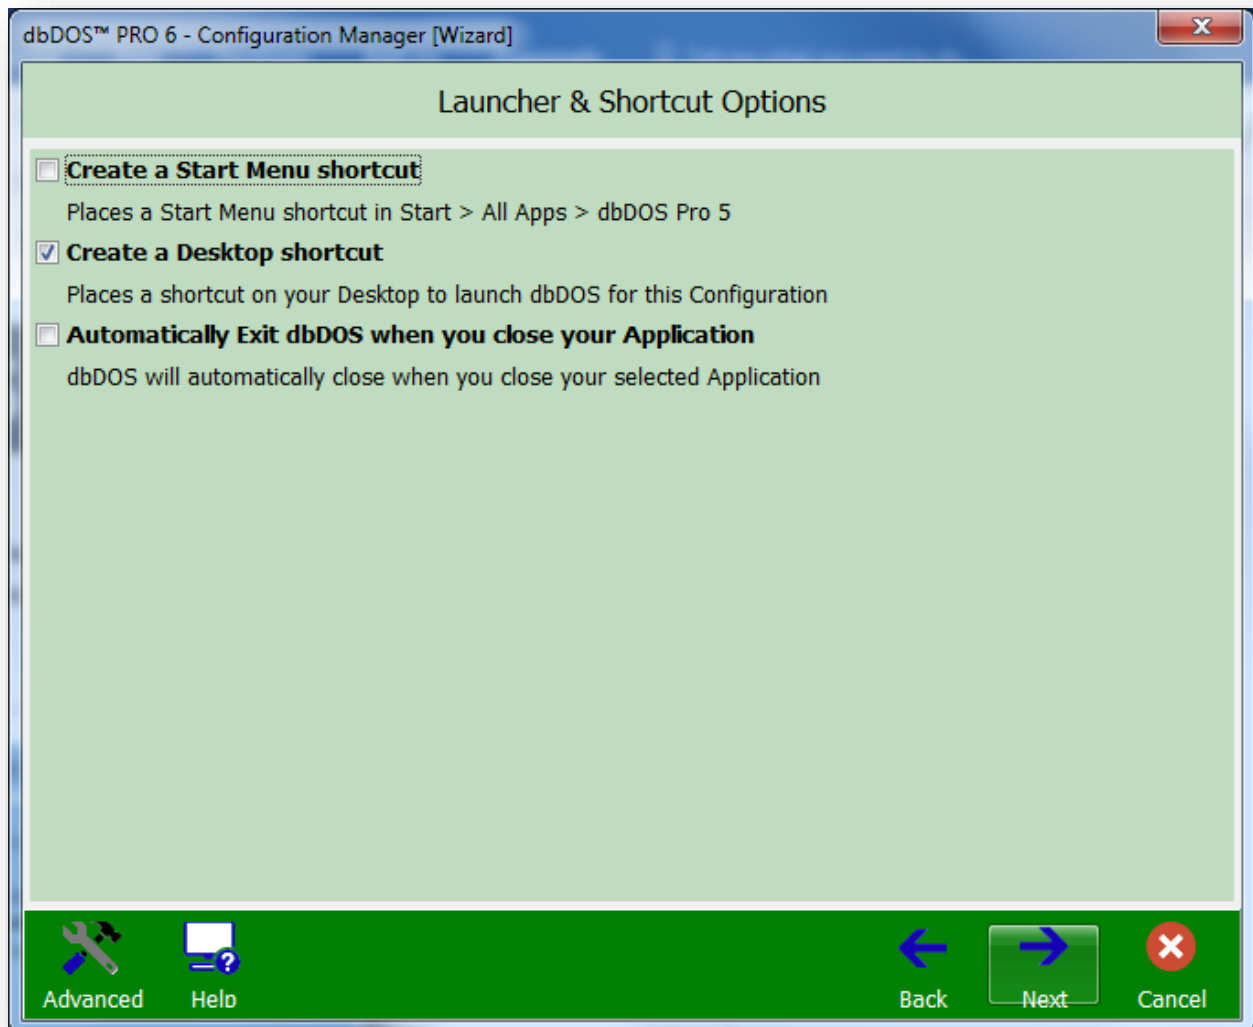 dbDOS™ PRO 6 - Configuration Manager [Wizard]
Launcher & Shortcut Options
Create a Start Menu shortcut
Places a Start Menu shortcut in Start > All Apps > dbDOS Pro 5
Create a Desktop shortcut
Places a shortcut on your Desktop to launch dbDOS for this Configuration
Automatically Exit dbDOS when you close your Application
dbDOS will automatically close when you close your selected Application
Advanced Help Back Next Cancel